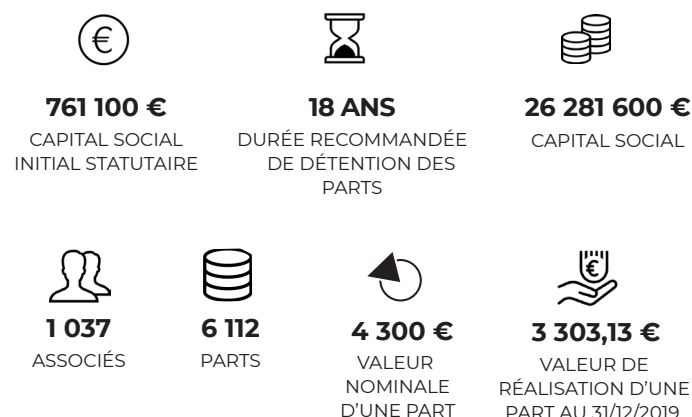 761 100 €
CAPITAL SOCIAL
INITIAL STATUTAIRE
18 ANS
DURÉE RECOMMANDÉE
DE DÉTENTION DES
PARTS
26 281 600 €
CAPITAL SOCIAL
1 037
ASSOCIÉS
6 112
PARTS
4 300 €
VALEUR
NOMINALE
D'UNE PART
3 303,13 €
VALEUR DE
RÉALISATION D'UNE
PART AU 31/12/2019